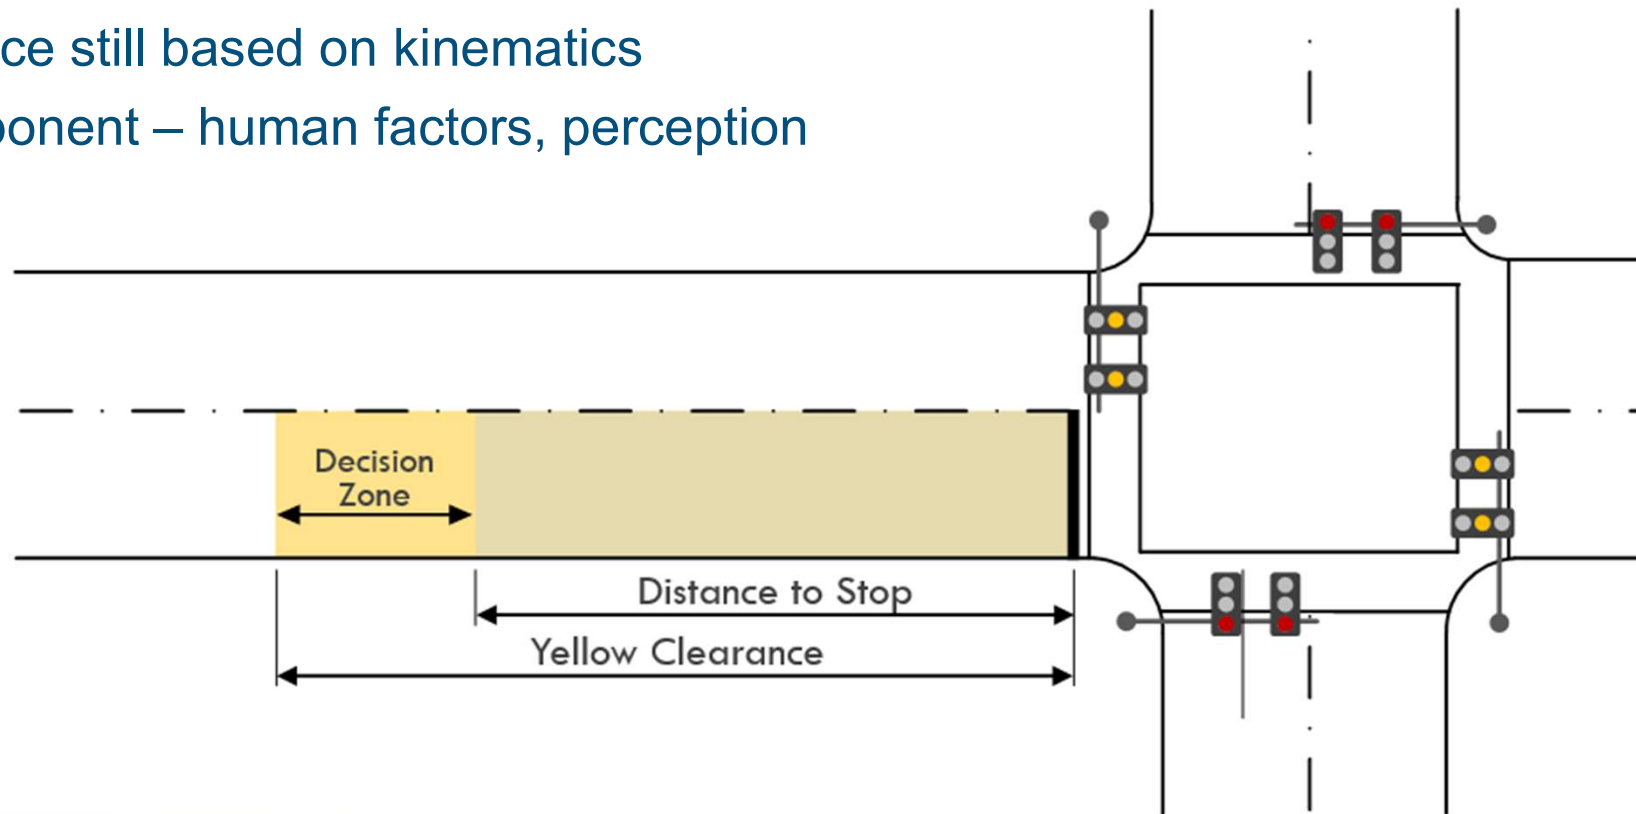 ce still based on kinematics
ponent – human factors, perception
Decision
Zone
Distance to Stop
Yellow Clearance